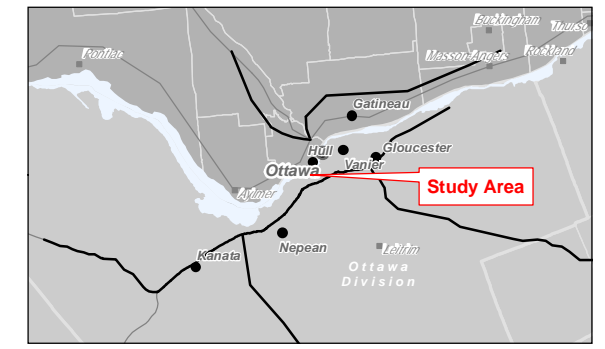 Buckingham
Thurso
Pontiac
Masson-Angers
Rockland
Gatineau
Hull
Gloucester
Ottawa
Vanier
Study Area
Aylmer
Nepean
Leitrim
Kanata
Ottawa
Division